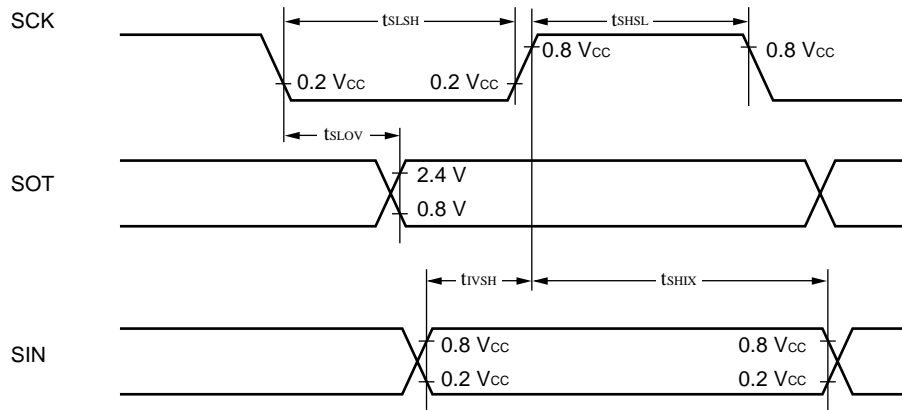 SCK
tSLSH
tSHSL
0.8 VCC
0.8 VCC
0.2 VCC
0.2 VCC
tSLOV
SOT
2.4 V
0.8 V
tIVSH
tSHIX
SIN
0.8 VCC
0.8 VCC
0.2 VCC
0.2 VCC